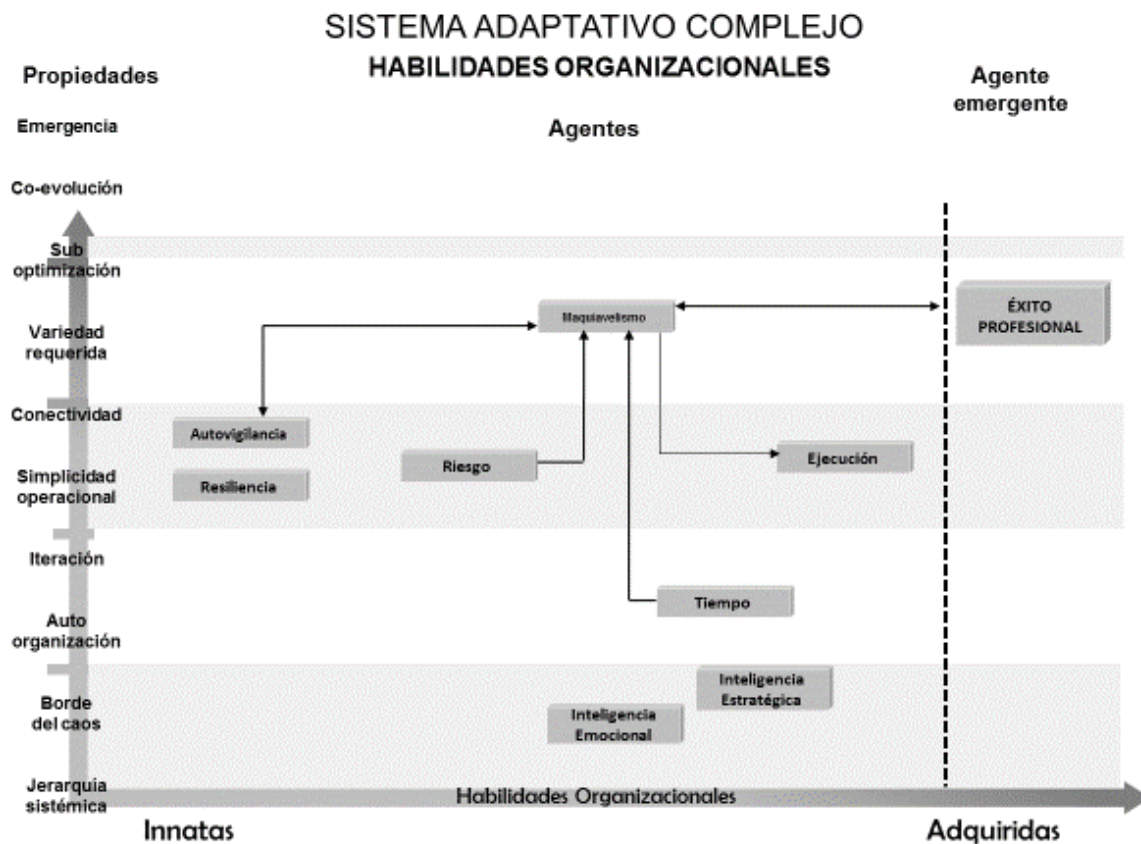 SISTEMA ADAPTATIVO COMPLEJO
HABILIDADES ORGANIZACIONALES
Propiedades
Agente
emergente
Emergencia
Agentes
Co-evolución
Sub
optimización
Maquiavelismo
ÉXITO
PROFESIONAL
Variedad
requerida
Conectividad
Autovigilancia
Riesgo
Ejecución
Simplicidad
operacional
Resiliencia
Iteración
Tiempo
Auto
organización
Inteligencia
Estratégica
Borde
del caos
Inteligencia
Emocional
Jerarquía
sistémica
Habilidades Organizacionales
Innatas
Adquiridas